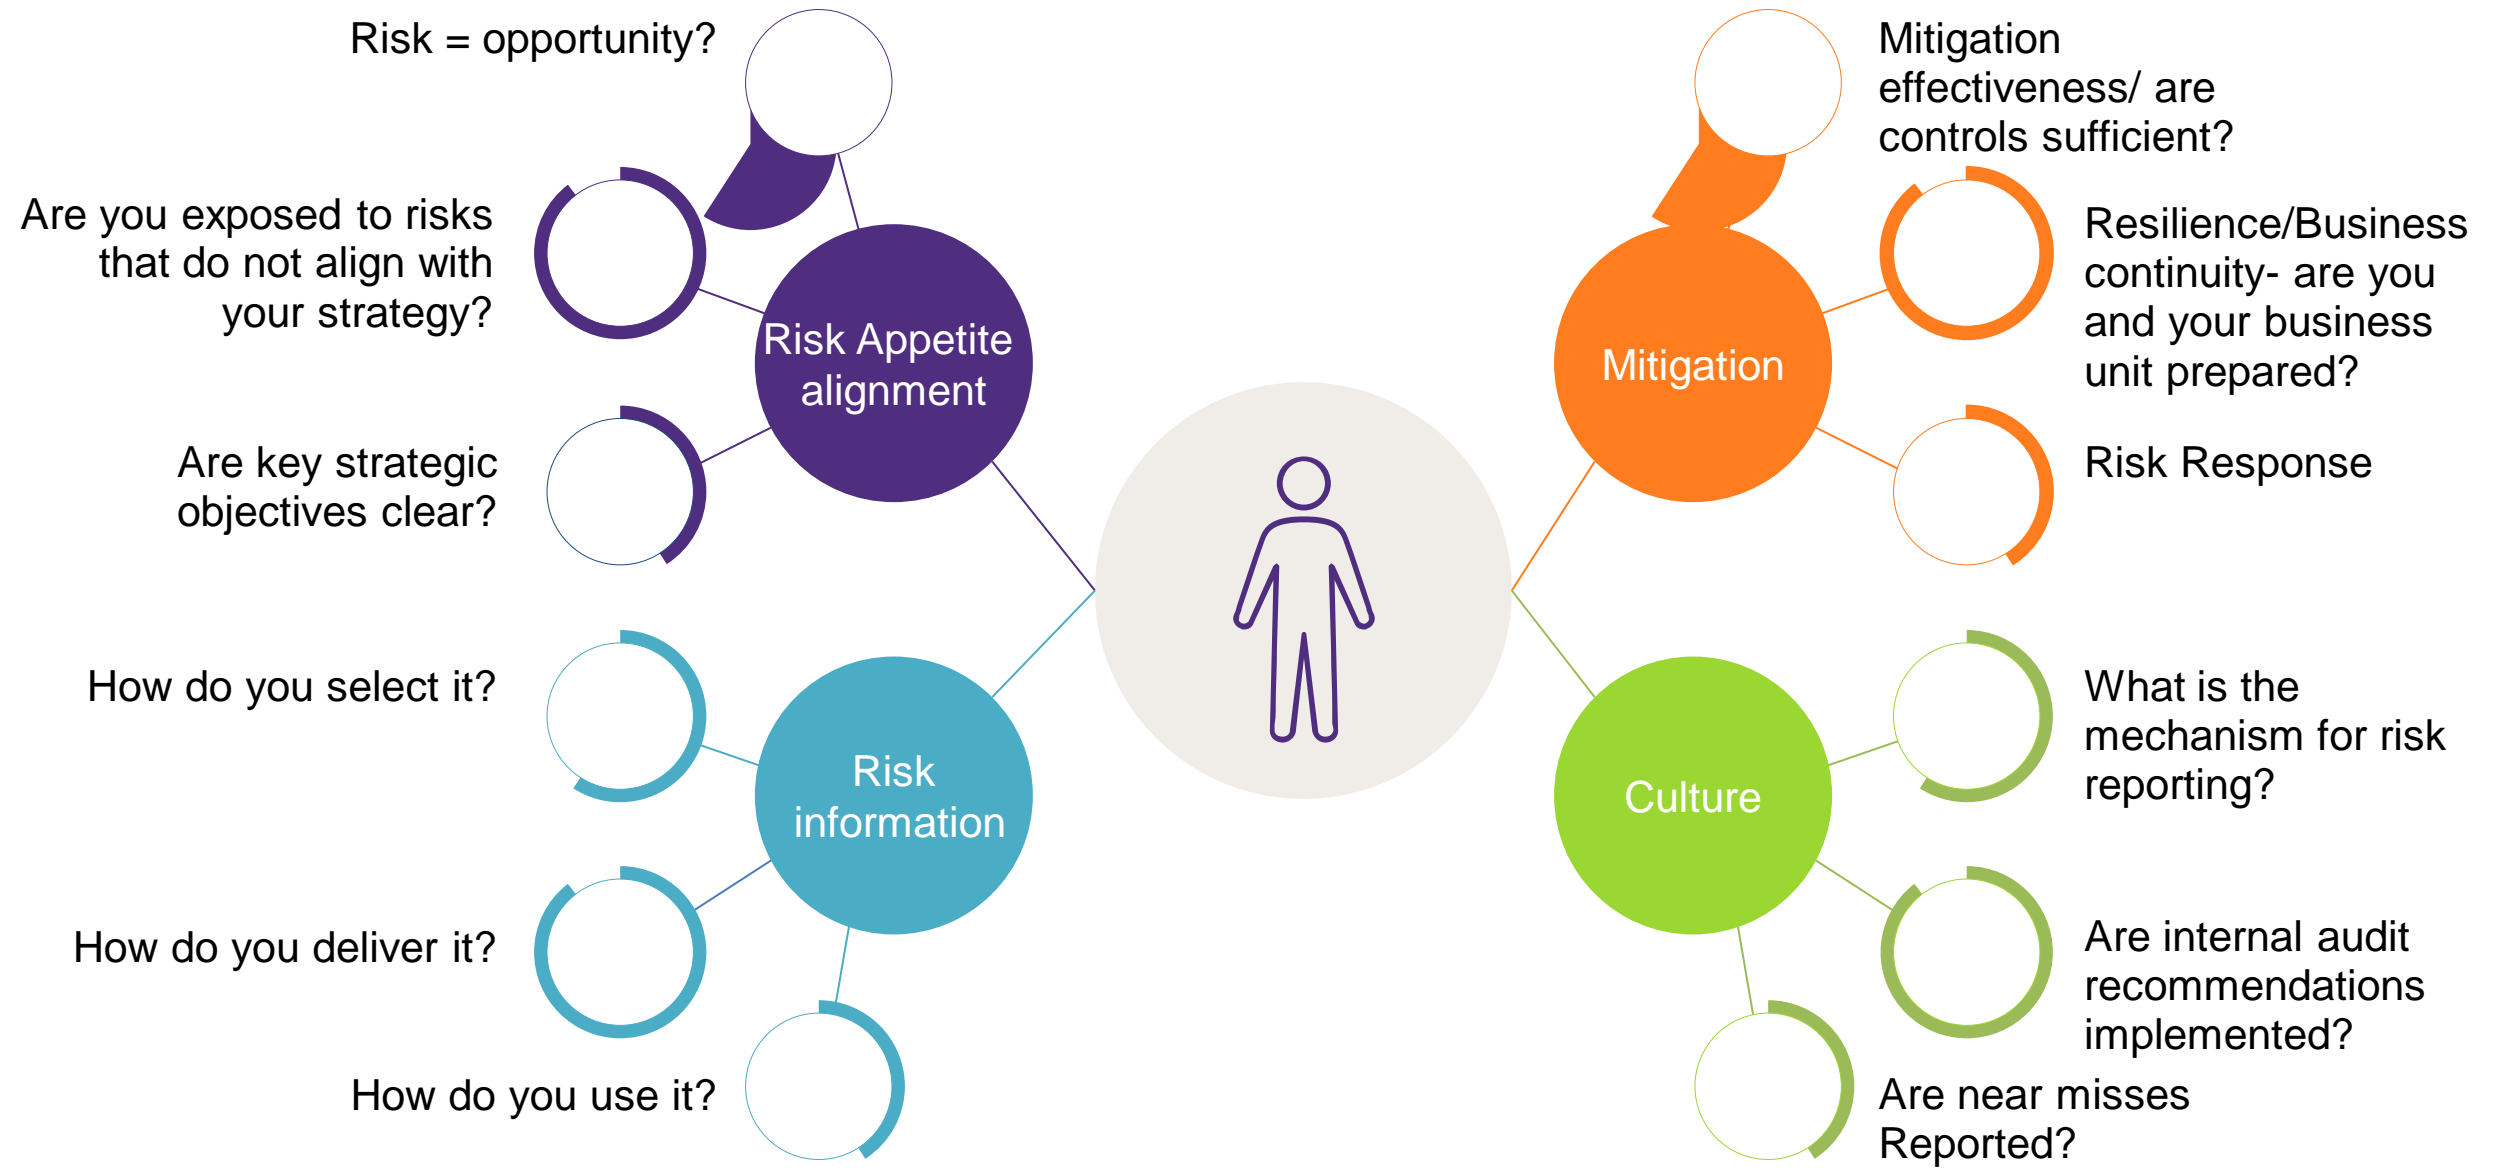 Risk = opportunity?
Are you exposed to risks
that do not align with
your strategy?
Are key strategic
objectives clear?
Risk Appetite
alignment
How do you select it?
How do you deliver it?
How do you use it?
Risk
information
Mitigation
effectiveness/ are
controls sufficient?
Resilience/Business
continuity- are you
and your business
unit prepared?
Risk Response
Mitigation
What is the
mechanism for risk
reporting?
Are internal audit
recommendations
implemented?
Are near misses
Reported?
Culture